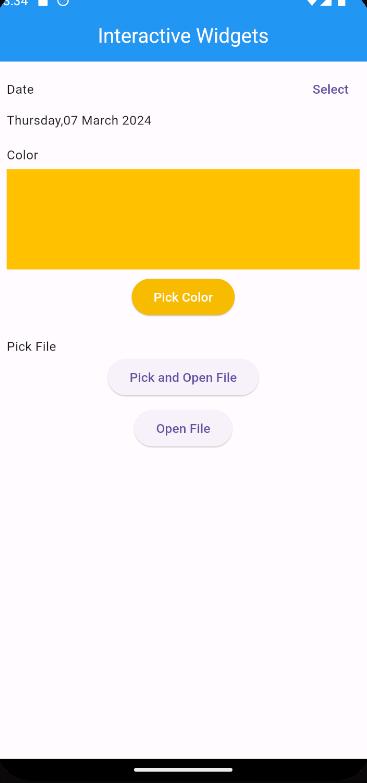 3:34
Interactive Widgets
Date
Select
Thursday,07 March 2024
Color
Pick Color
Pick File
Pick and Open File
Open File